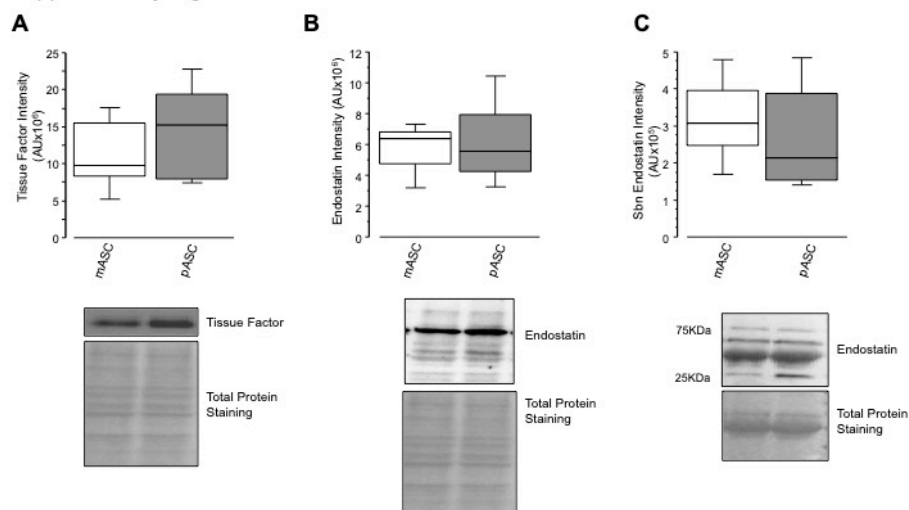 A
Tissue Factor Intensity
(AUx10⁶)
25
20
15
10
5
0
mASC
pASC
Tissue Factor
Total Protein
Staining
B
Endostatin Intensity (AUx10⁶)
12
10
8
6
4
2
0
mASC
pASC
Endostatin
Total Protein
Staining
C
Sbn Endostatin Intensity
(AUx10⁵)
5
4
3
2
1
0
mASC
pASC
75KDa
25KDa
Endostatin
Total Protein
Staining